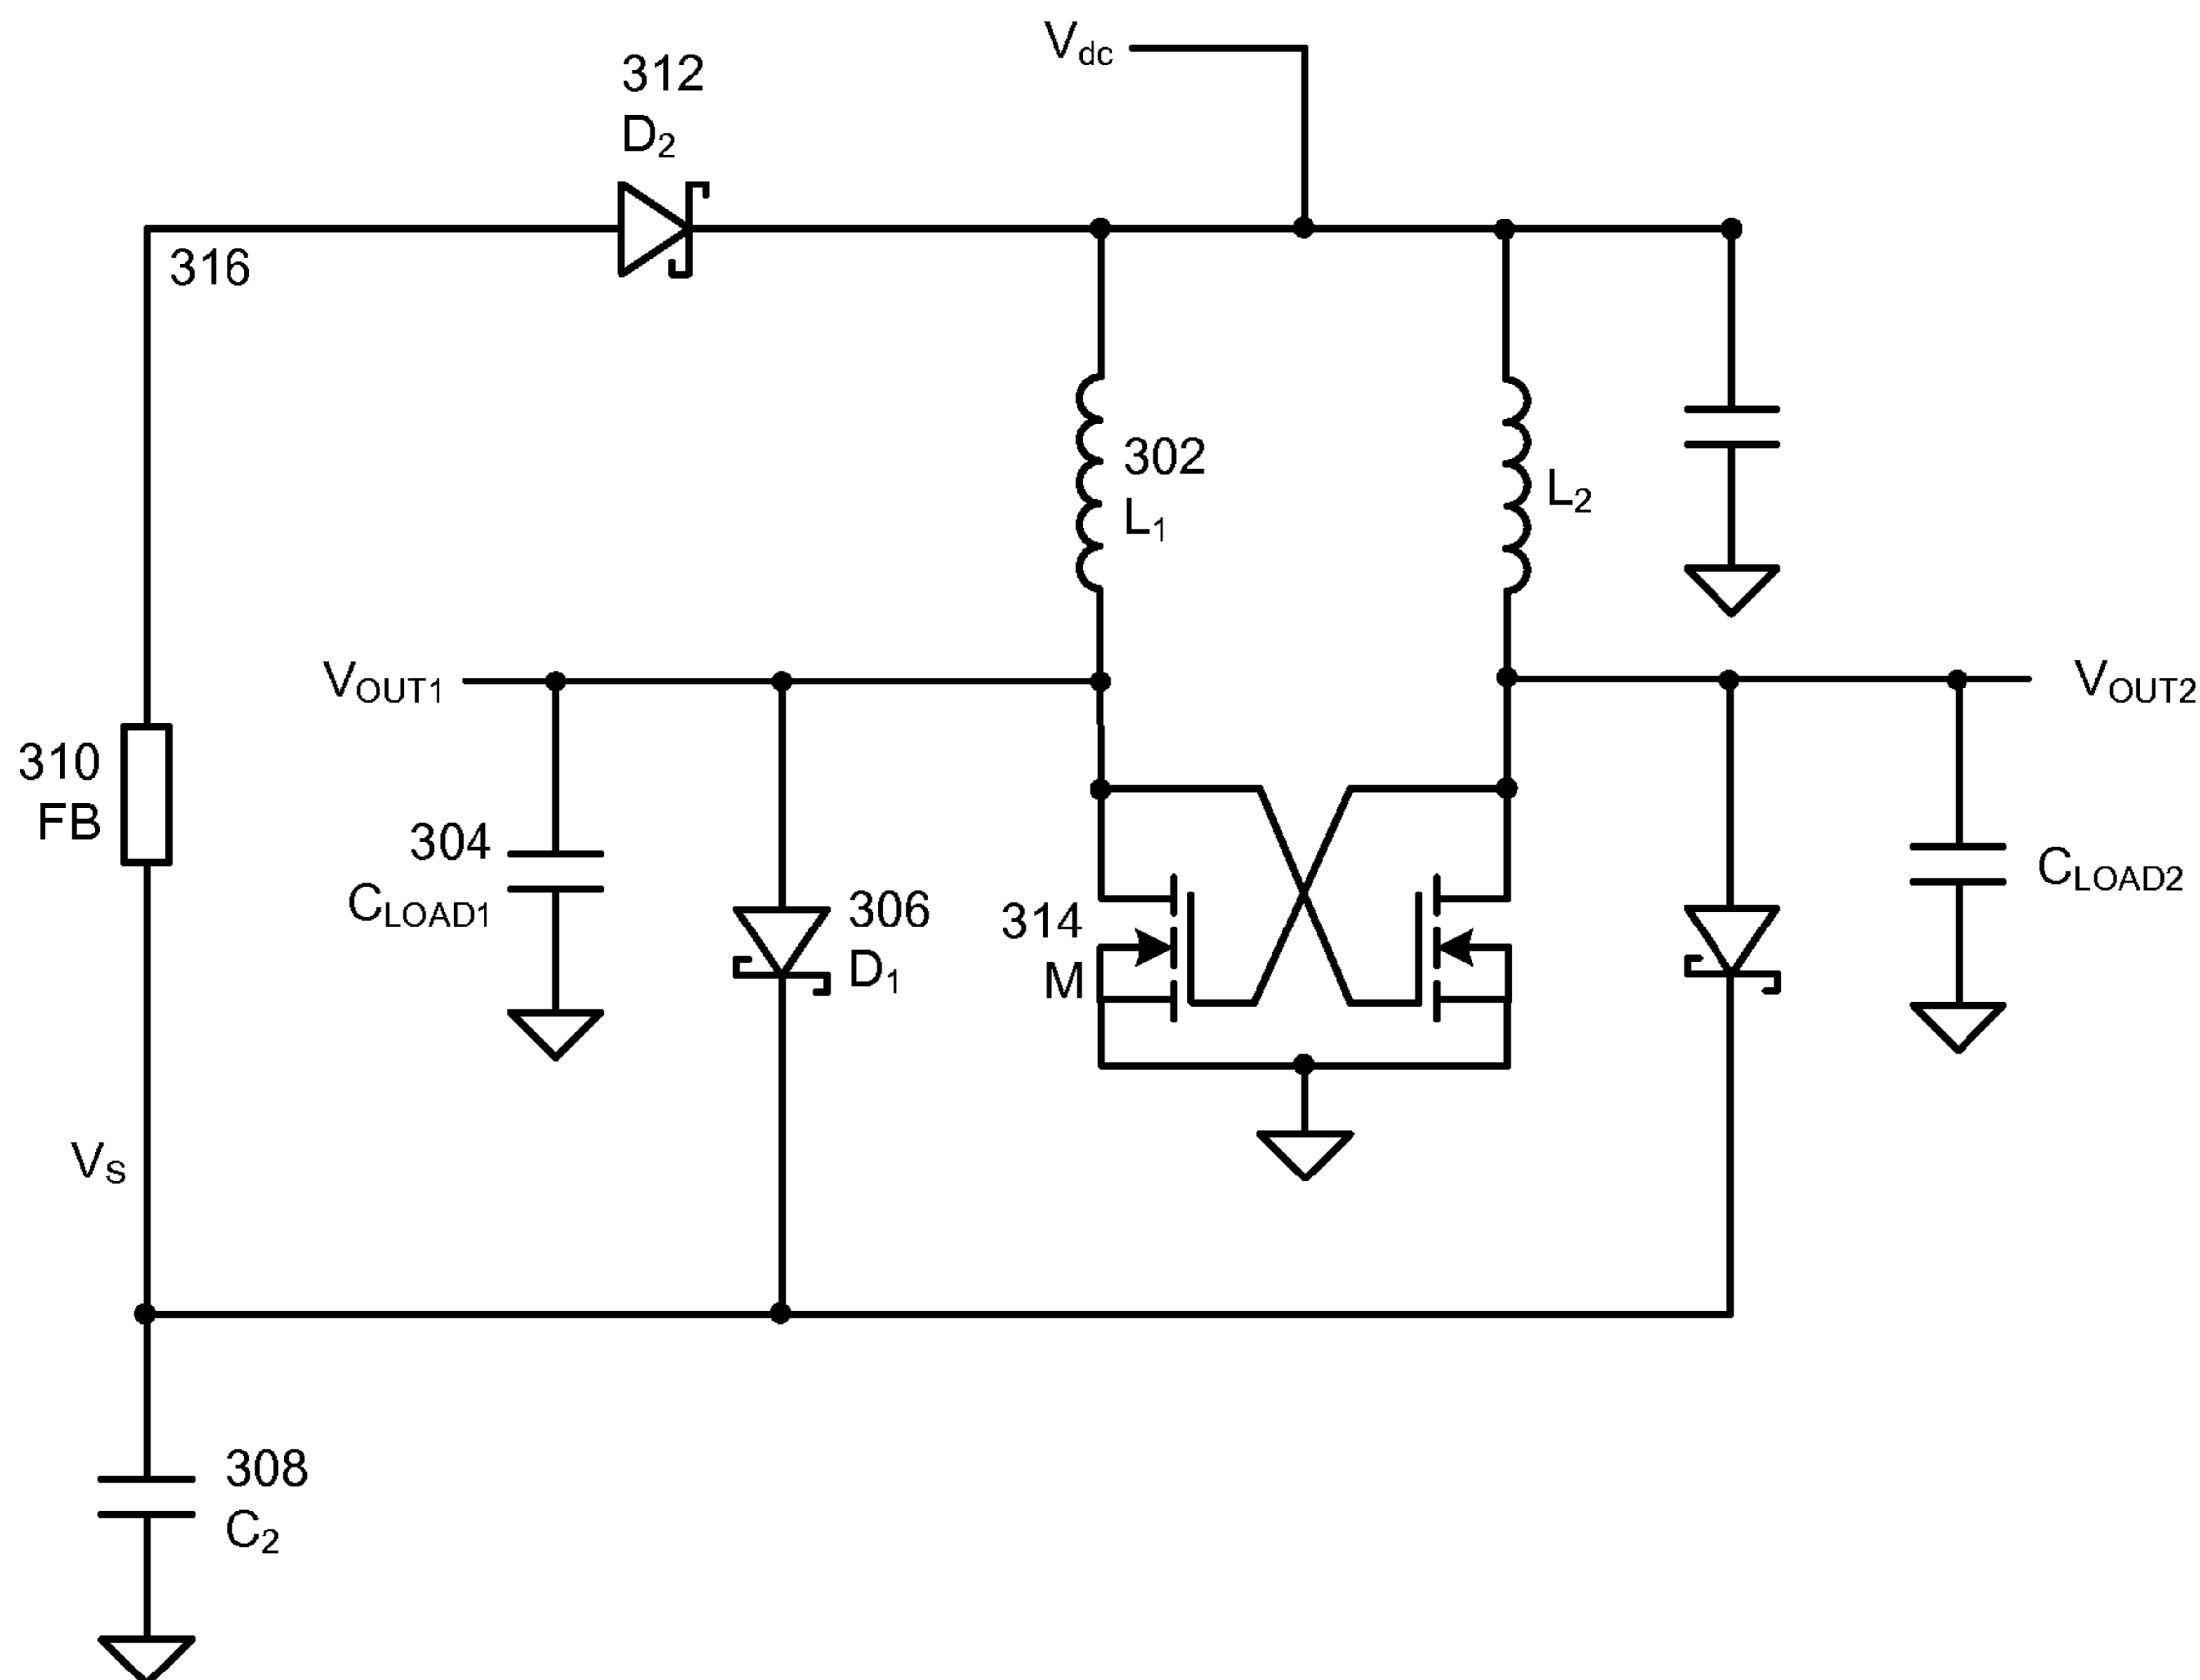 Vdc
312
D2
316
302
L1
L2
VOUT1
VOUT2
310
FB
304
CLOAD1
306
D1
314
M
CLOAD2
VS
308
C2